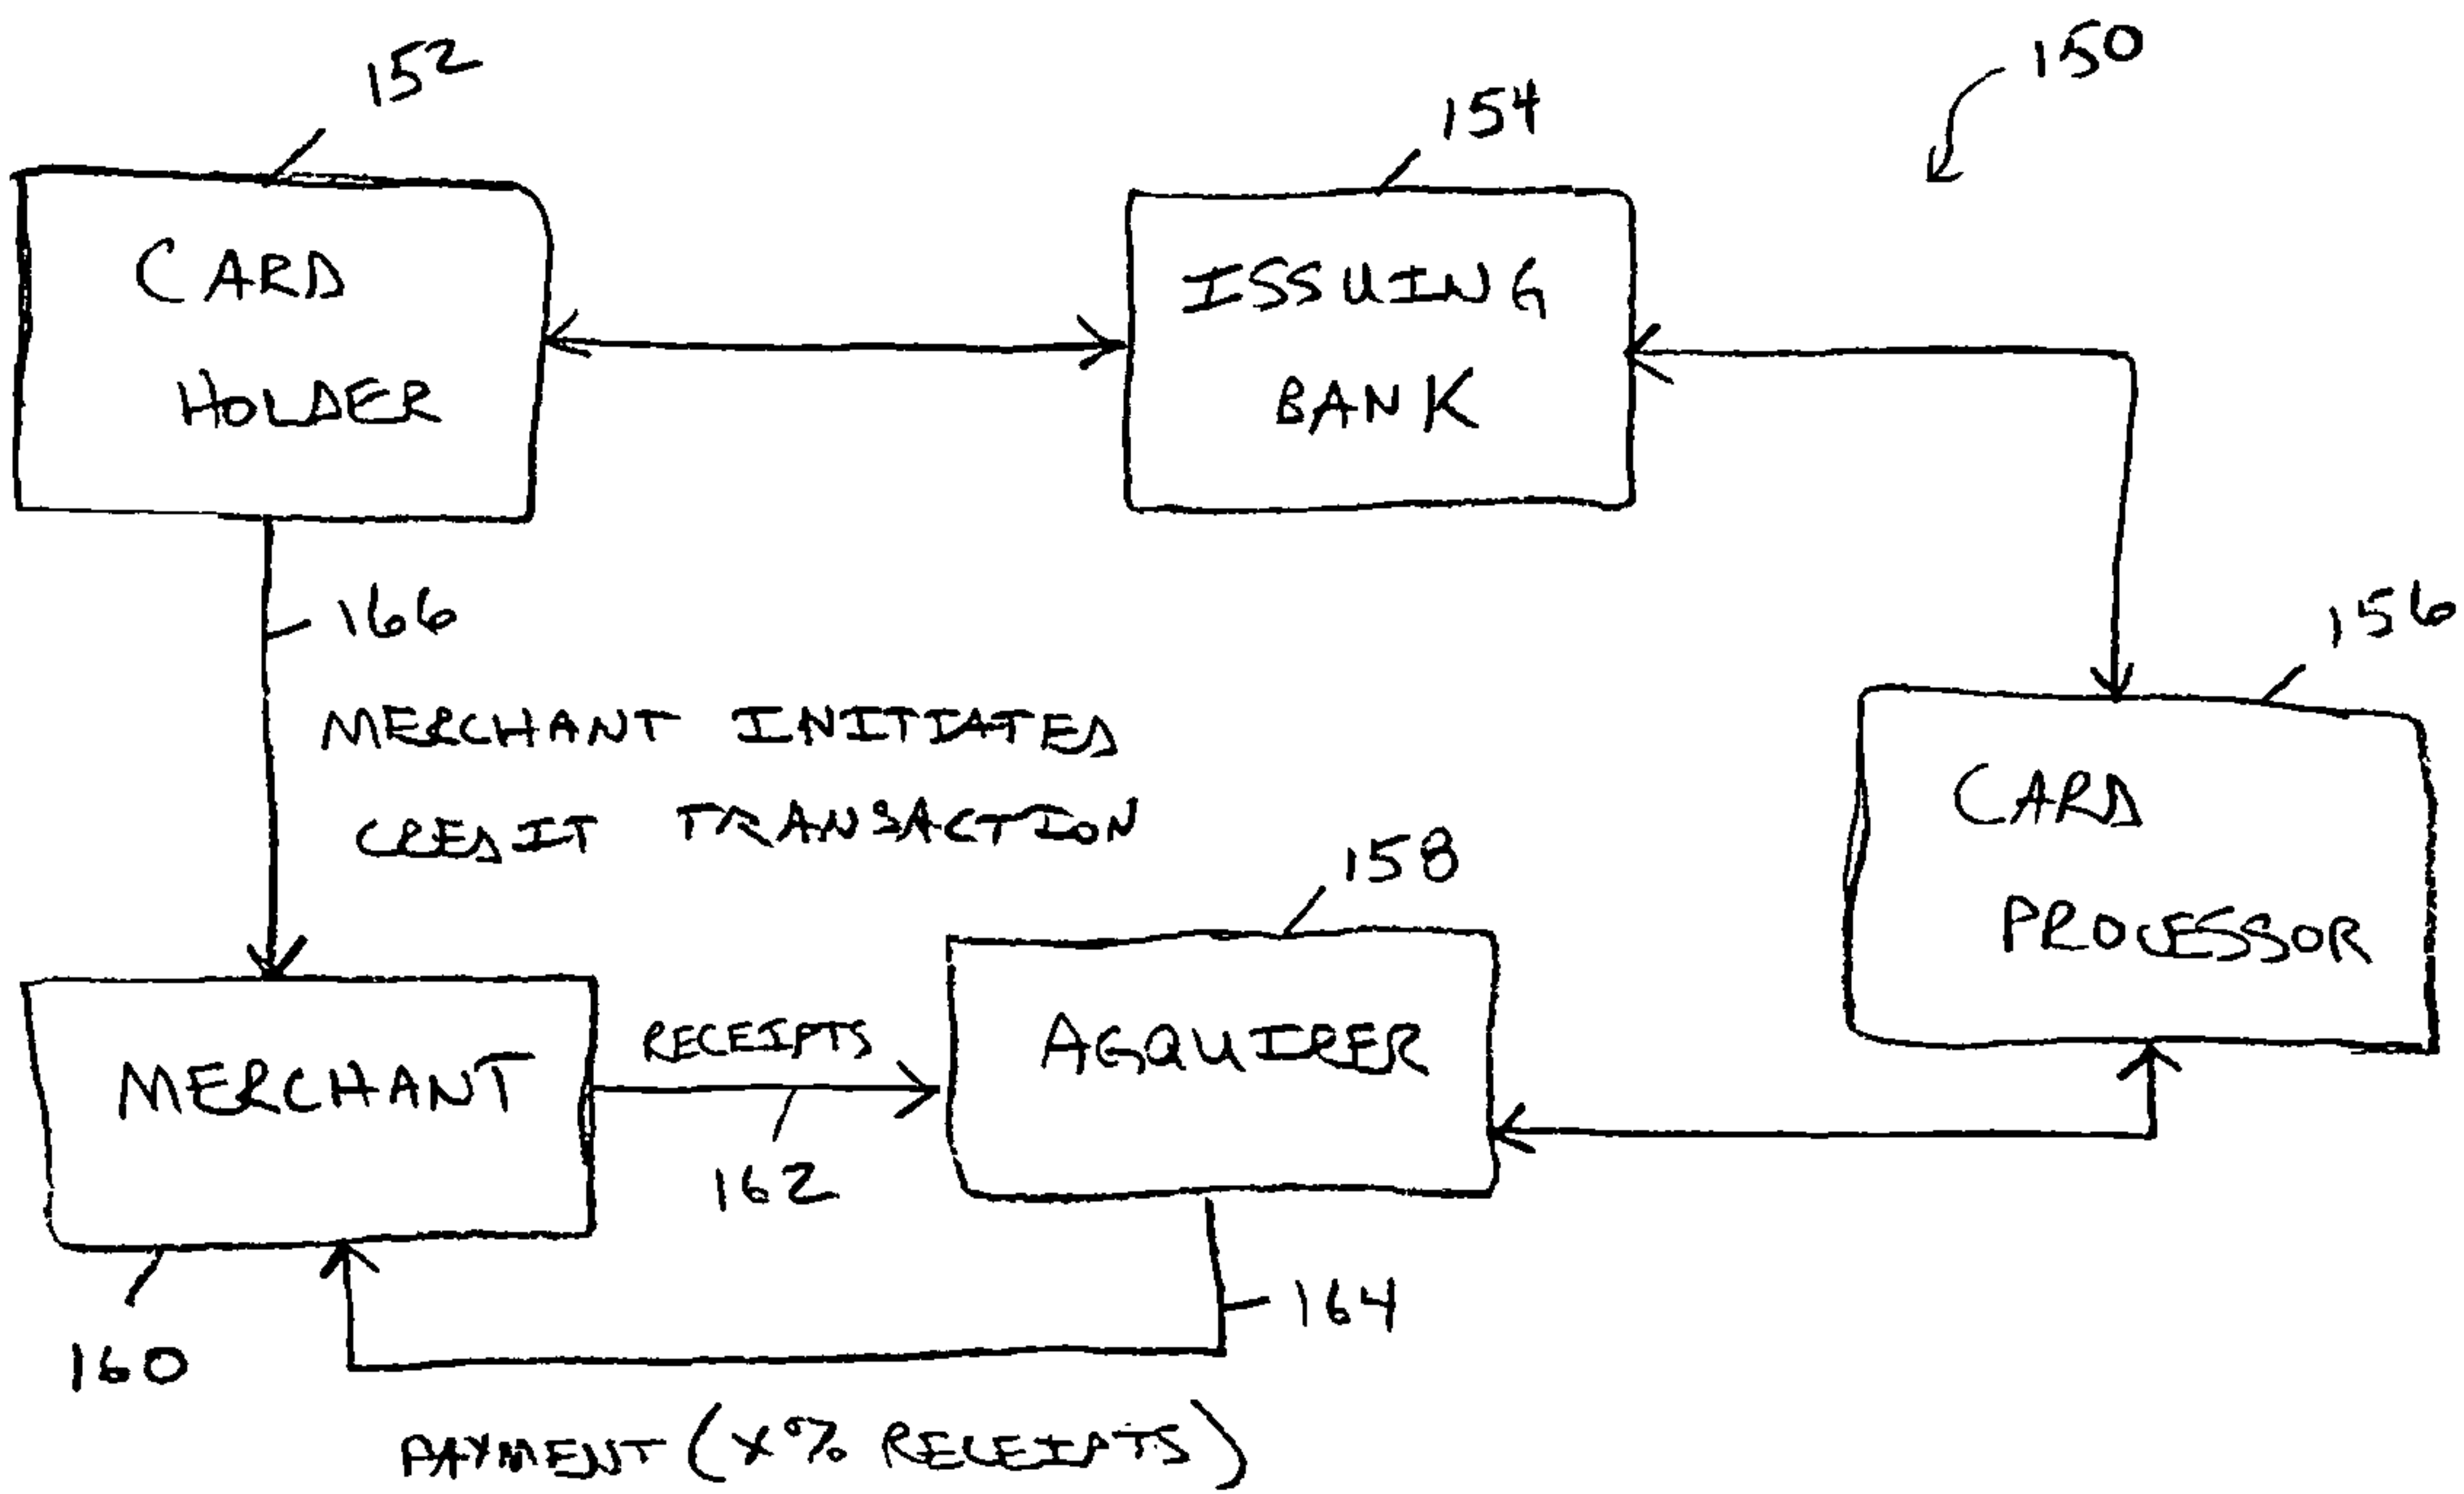 152
150
154
CARD
HOLDER
ISSUING
BANK
166
156
MERCHANT INITIATED
CREDIT TRANSACTION
CARD
PROCESSOR
158
RECEIPTS
AGQUIRER
MERCHANT
162
164
160
PAYMENT (X% RECEIPTS)